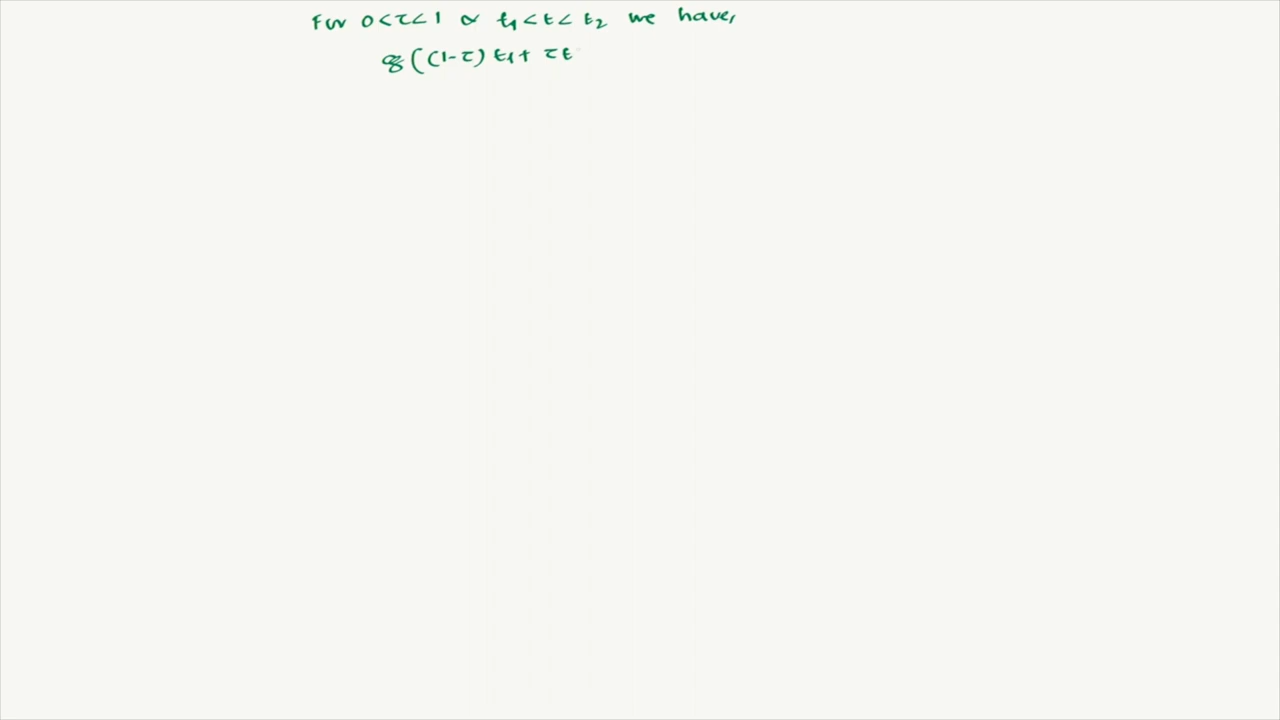 For 0<τ<1 & t₁<t<t₂ we have,
g((1-τ)t₁+ τt